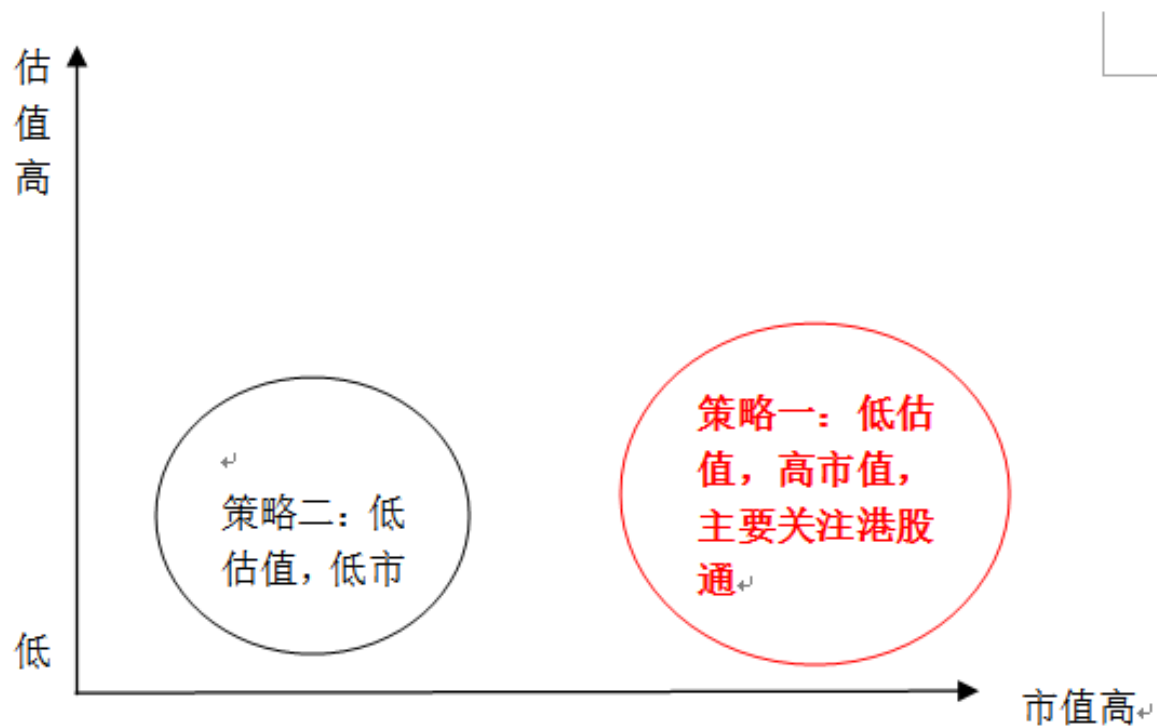 估
值
高
策略一：低估
值，高市值，
主要关注港股
通
策略二：低
估值，低市
低
市值高